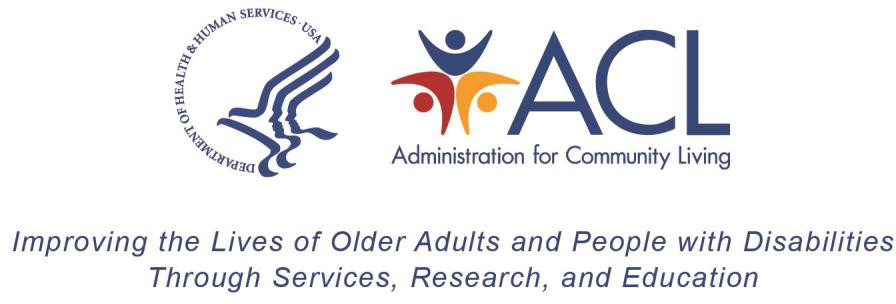 DEPARTMENT OF HEALTH & HUMAN SERVICES · USA
ACL
Administration for Community Living
Improving the Lives of Older Adults and People with Disabilities
Through Services, Research, and Education